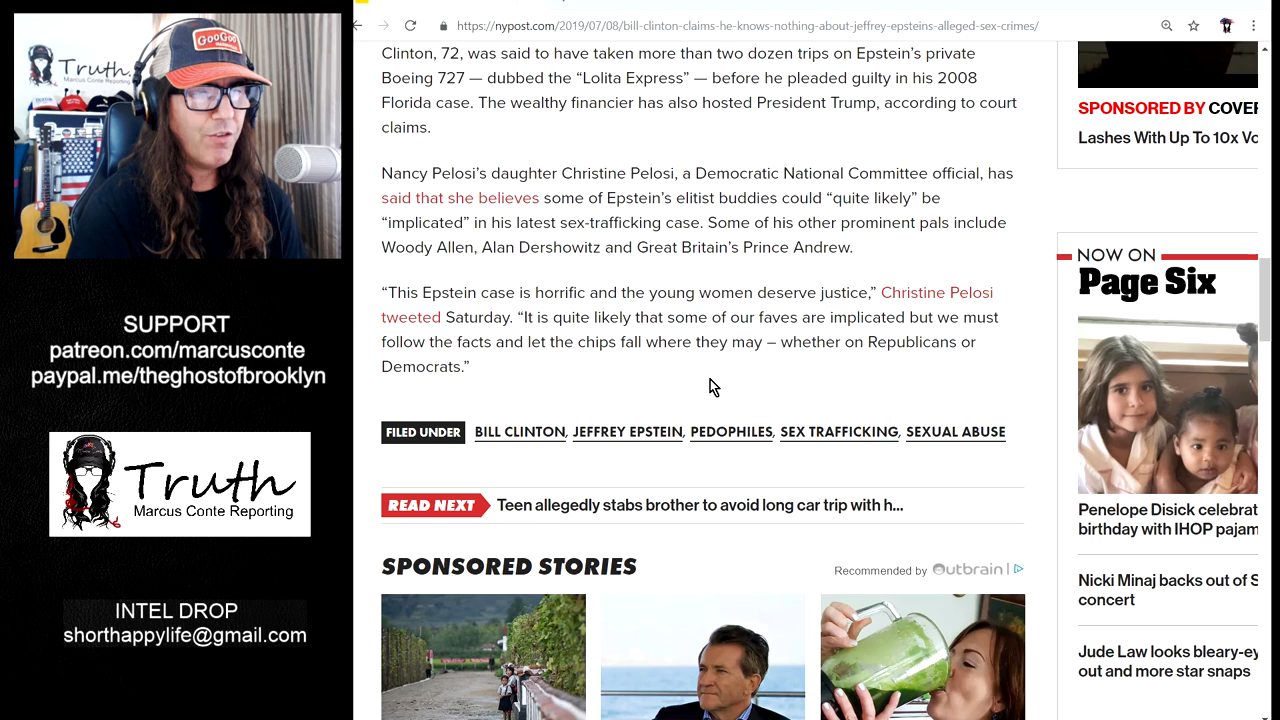 GooGoo
Truth.
Marcus Conte Reporting
SUPPORT
patreon.com/marcusconte
paypal.me/theghostofbrooklyn
Truth
Marcus Conte Reporting
INTEL DROP
shorthappylife@gmail.com
https://nypost.com/2019/07/08/bill-clinton-claims-he-knows-nothing-about-jeffrey-epsteins-alleged-sex-crimes/
Clinton, 72, was said to have taken more than two dozen trips on Epstein’s private
Boeing 727 — dubbed the “Lolita Express” — before he pleaded guilty in his 2008
Florida case. The wealthy financier has also hosted President Trump, according to court
claims.
Nancy Pelosi’s daughter Christine Pelosi, a Democratic National Committee official, has
said that she believes some of Epstein’s elitist buddies could “quite likely” be
“implicated” in his latest sex-trafficking case. Some of his other prominent pals include
Woody Allen, Alan Dershowitz and Great Britain’s Prince Andrew.
“This Epstein case is horrific and the young women deserve justice,” Christine Pelosi
tweeted Saturday. “It is quite likely that some of our faves are implicated but we must
follow the facts and let the chips fall where they may – whether on Republicans or
Democrats.”
FILED UNDER BILL CLINTON, JEFFREY EPSTEIN, PEDOPHILES, SEX TRAFFICKING, SEXUAL ABUSE
READ NEXT Teen allegedly stabs brother to avoid long car trip with h...
SPONSORED STORIES
Recommended by Outbrain
SPONSORED BY COVER
Lashes With Up To 10x Vo
NOW ON
Page Six
Penelope Disick celebrat
birthday with IHOP pajam
Nicki Minaj backs out of S
concert
Jude Law looks bleary-ey
out and more star snaps